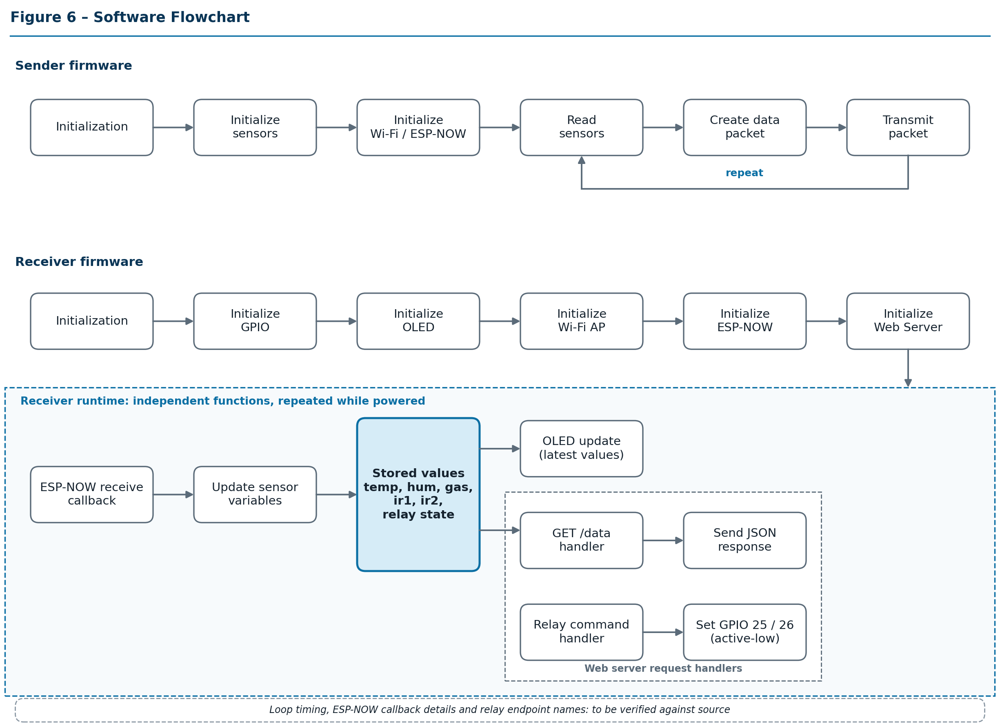 Figure 6 – Software Flowchart
Sender firmware
Initialization
Initialize
sensors
Initialize
Wi-Fi / ESP-NOW
Read
sensors
Create data
packet
Transmit
packet
repeat
Receiver firmware
Initialization
Initialize
GPIO
Initialize
OLED
Initialize
Wi-Fi AP
Initialize
ESP-NOW
Initialize
Web Server
Receiver runtime: independent functions, repeated while powered
ESP-NOW receive
callback
Update sensor
variables
Stored values
temp, hum, gas,
ir1, ir2,
relay state
OLED update
(latest values)
GET /data
handler
Send JSON
response
Relay command
handler
Set GPIO 25 / 26
(active-low)
Web server request handlers
Loop timing, ESP-NOW callback details and relay endpoint names: to be verified against source